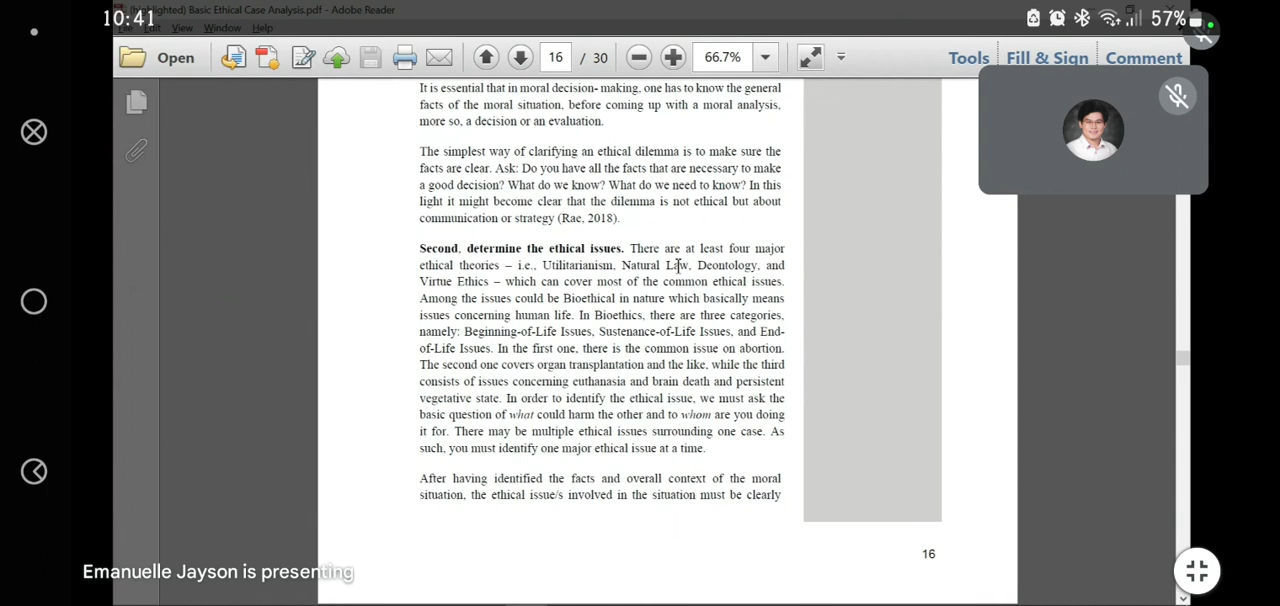 (highlighted) Basic Ethical Case Analysis.pdf - Adobe Reader
10:41
57%
File Edit View Window Help
Open
16 / 30
66.7%
Tools Fill & Sign Comment
It is essential that in moral decision- making, one has to know the general
facts of the moral situation, before coming up with a moral analysis,
more so, a decision or an evaluation.
The simplest way of clarifying an ethical dilemma is to make sure the
facts are clear. Ask: Do you have all the facts that are necessary to make
a good decision? What do we know? What do we need to know? In this
light it might become clear that the dilemma is not ethical but about
communication or strategy (Rae, 2018).
Second, determine the ethical issues. There are at least four major
ethical theories – i.e., Utilitarianism, Natural Law, Deontology, and
Virtue Ethics – which can cover most of the common ethical issues.
Among the issues could be Bioethical in nature which basically means
issues concerning human life. In Bioethics, there are three categories,
namely: Beginning-of-Life Issues, Sustenance-of-Life Issues, and End-
of-Life Issues. In the first one, there is the common issue on abortion.
The second one covers organ transplantation and the like, while the third
consists of issues concerning euthanasia and brain death and persistent
vegetative state. In order to identify the ethical issue, we must ask the
basic question of what could harm the other and to whom are you doing
it for. There may be multiple ethical issues surrounding one case. As
such, you must identify one major ethical issue at a time.
After having identified the facts and overall context of the moral
situation, the ethical issue/s involved in the situation must be clearly
16
Emanuelle Jayson is presenting